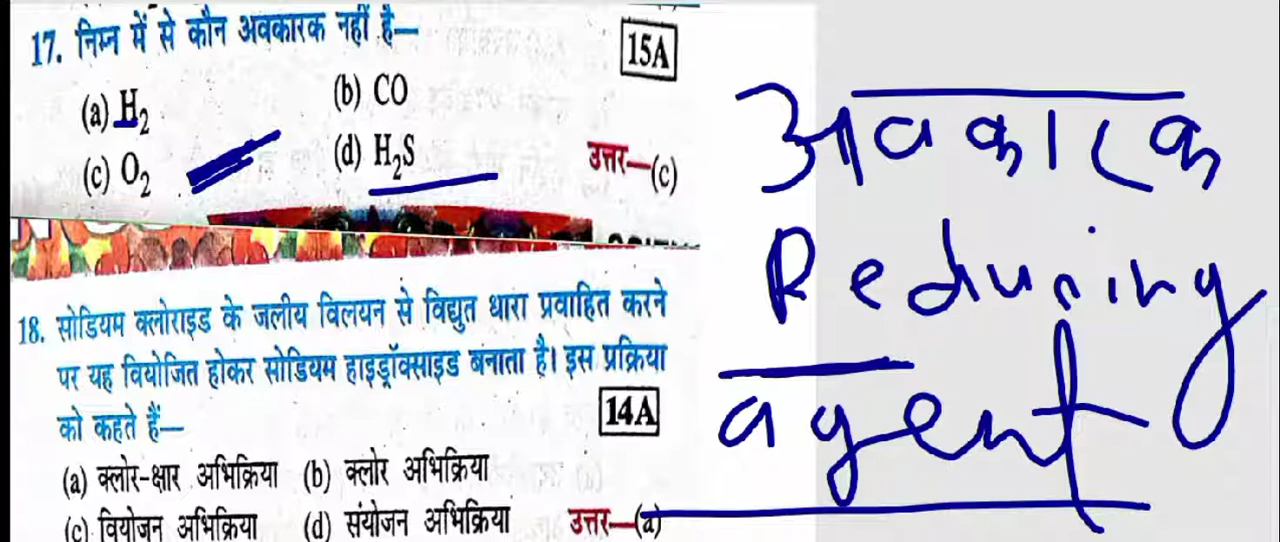 17. निम्न में से कौन अवकारक नहीं है—
15A
(a) H₂ (b) CO
(c) O₂ (d) H₂S उत्तर—(c)
18. सोडियम क्लोराइड के जलीय विलयन से विद्युत धारा प्रवाहित करने
पर यह वियोजित होकर सोडियम हाइड्रॉक्साइड बनाता है। इस प्रक्रिया
को कहते हैं—
14A
(a) क्लोर-क्षार अभिक्रिया (b) क्लोर अभिक्रिया
(c) वियोजन अभिक्रिया (d) संयोजन अभिक्रिया उत्तर—(a)
अवकारक
Reduning
agent